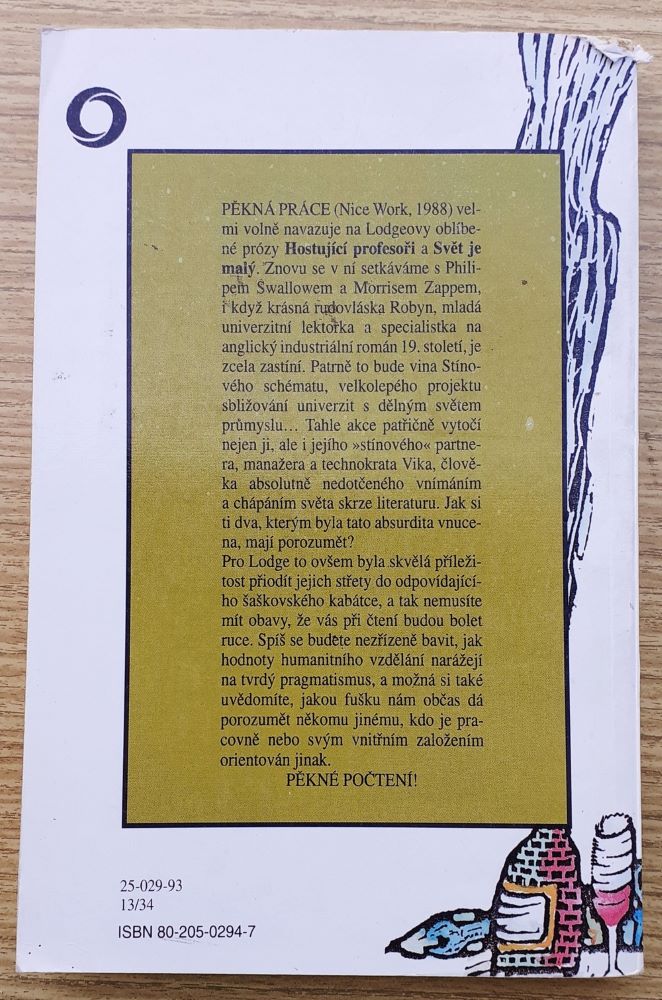 PĚKNÁ PRÁCE (Nice Work, 1988) vel-
mi volně navazuje na Lodgeovy oblíbe-
né prózy Hostující profesoři a Svět je
malý. Znovu se v ní setkáváme s Phili-
pem Swallowem a Morrisem Zappem,
i když krásná rudovláska Robyn, mladá
univerzitní lektorka a specialistka na
anglický industriální román 19. století, je
zcela zastíní. Patrně to bude vina Stíno-
vého schématu, velkolepého projektu
sbližování univerzit s dělným světem
průmyslu... Tahle akce patřičně vytočí
nejen ji, ale i jejího »stínového« partne-
ra, manažera a technokrata Vika, člově-
ka absolutně nedotčeného vnímáním
a chápáním světa skrze literaturu. Jak si
ti dva, kterým byla tato absurdita vnuce-
na, mají porozumět?
Pro Lodge to ovšem byla skvělá příleži-
tost přiodít jejich střety do odpovídající-
ho šaškovského kabátce, a tak nemusíte
mít obavy, že vás při čtení budou bolet
ruce. Spíš se budete nezřízeně bavit, jak
hodnoty humanitního vzdělání narážejí
na tvrdý pragmatismus, a možná si také
uvědomíte, jakou fušku nám občas dá
porozumět někomu jinému, kdo je pra-
covně nebo svým vnitřním založením
orientován jinak.
PĚKNÉ POČTENÍ!
25-029-93
13/34
ISBN 80-205-0294-7